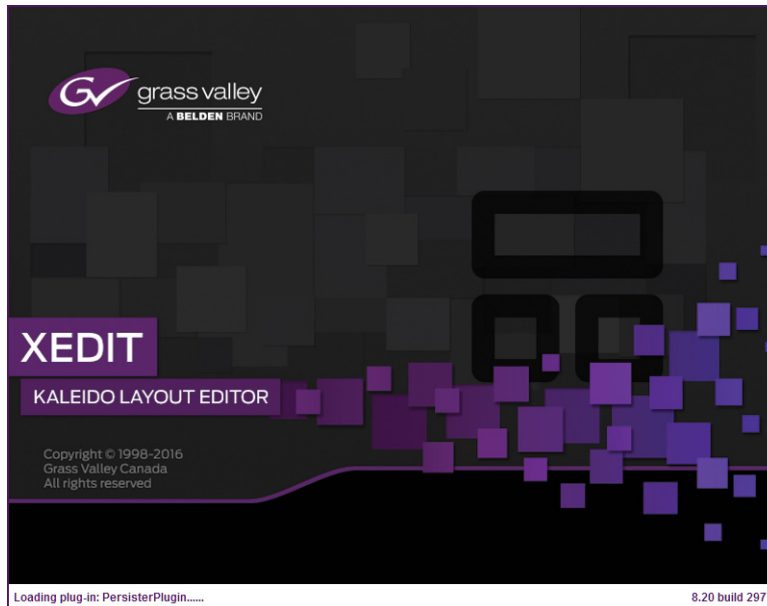 GV
grass valley
A BELDEN BRAND
XEDIT
KALEIDO LAYOUT EDITOR
Copyright © 1998-2016
Grass Valley Canada
All rights reserved
Loading plug-in: PersisterPlugin......
8.20 build 297